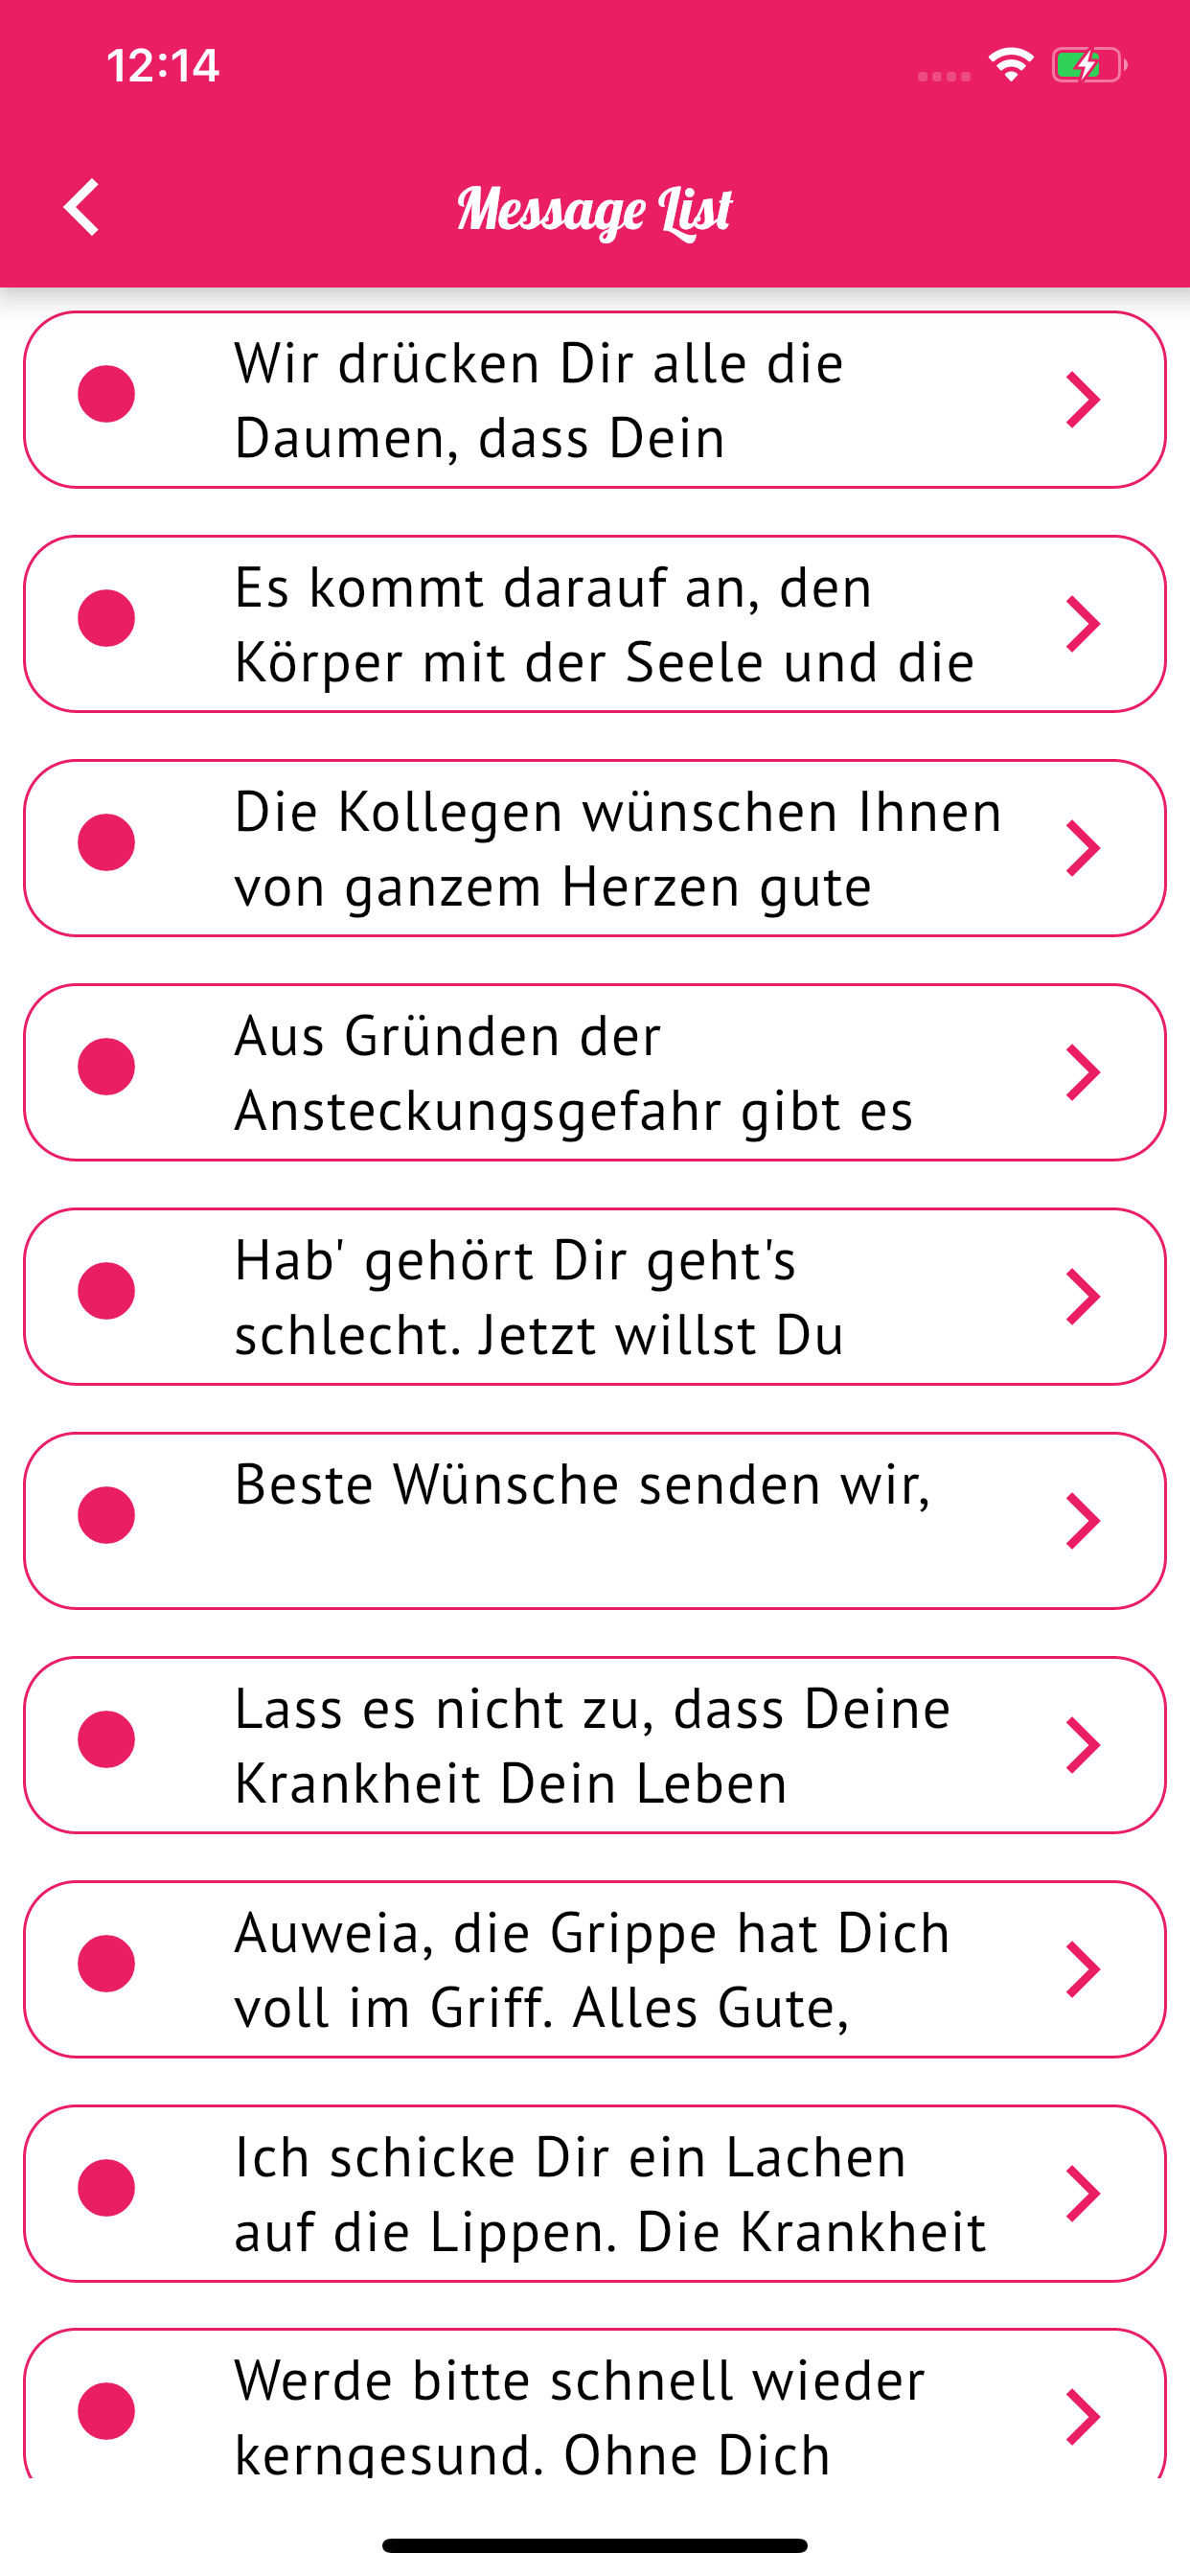 12:14
Message List
Wir drücken Dir alle die
Daumen, dass Dein
Es kommt darauf an, den
Körper mit der Seele und die
Die Kollegen wünschen Ihnen
von ganzem Herzen gute
Aus Gründen der
Ansteckungsgefahr gibt es
Hab' gehört Dir geht's
schlecht. Jetzt willst Du
Beste Wünsche senden wir,
Lass es nicht zu, dass Deine
Krankheit Dein Leben
Auweia, die Grippe hat Dich
voll im Griff. Alles Gute,
Ich schicke Dir ein Lachen
auf die Lippen. Die Krankheit
Werde bitte schnell wieder
kerngesund. Ohne Dich